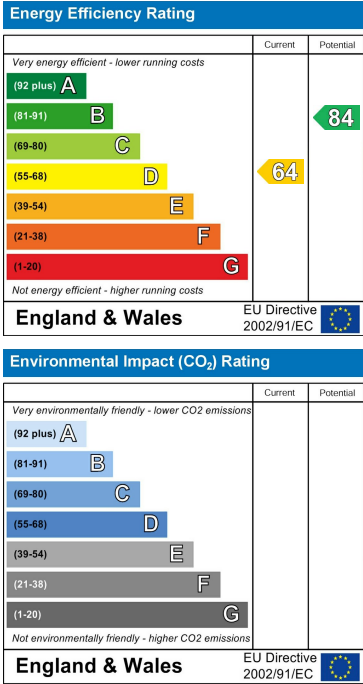 Energy Efficiency Rating
Current Potential
Very energy efficient - lower running costs
(92 plus) A
(81-91) B
84
(69-80) C
(55-68) D
64
(39-54) E
(21-38) F
(1-20) G
Not energy efficient - higher running costs
England & Wales
EU Directive
2002/91/EC
Environmental Impact (CO₂) Rating
Current Potential
Very environmentally friendly - lower CO2 emissions
(92 plus) A
(81-91) B
(69-80) C
(55-68) D
(39-54) E
(21-38) F
(1-20) G
Not environmentally friendly - higher CO2 emissions
England & Wales
EU Directive
2002/91/EC